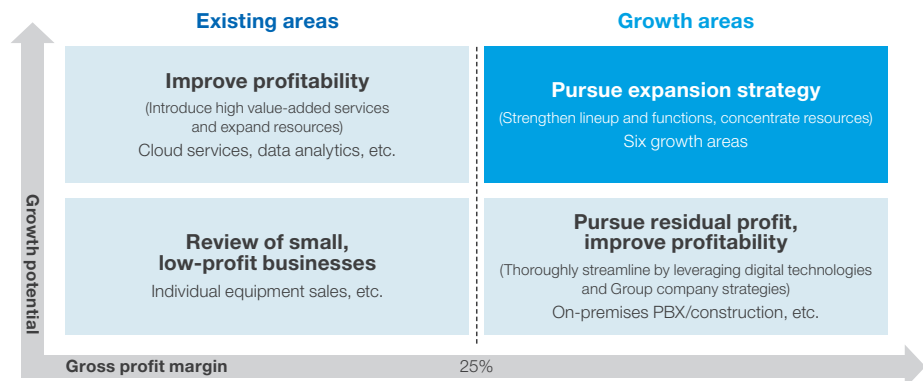 Existing areas
Growth areas
Improve profitability
(Introduce high value-added services
and expand resources)
Cloud services, data analytics, etc.
Pursue expansion strategy
(Strengthen lineup and functions, concentrate resources)
Six growth areas
Review of small,
low-profit businesses
Individual equipment sales, etc.
Pursue residual profit,
improve profitability
(Thoroughly streamline by leveraging digital technologies
and Group company strategies)
On-premises PBX/construction, etc.
Growth potential
Gross profit margin
25%